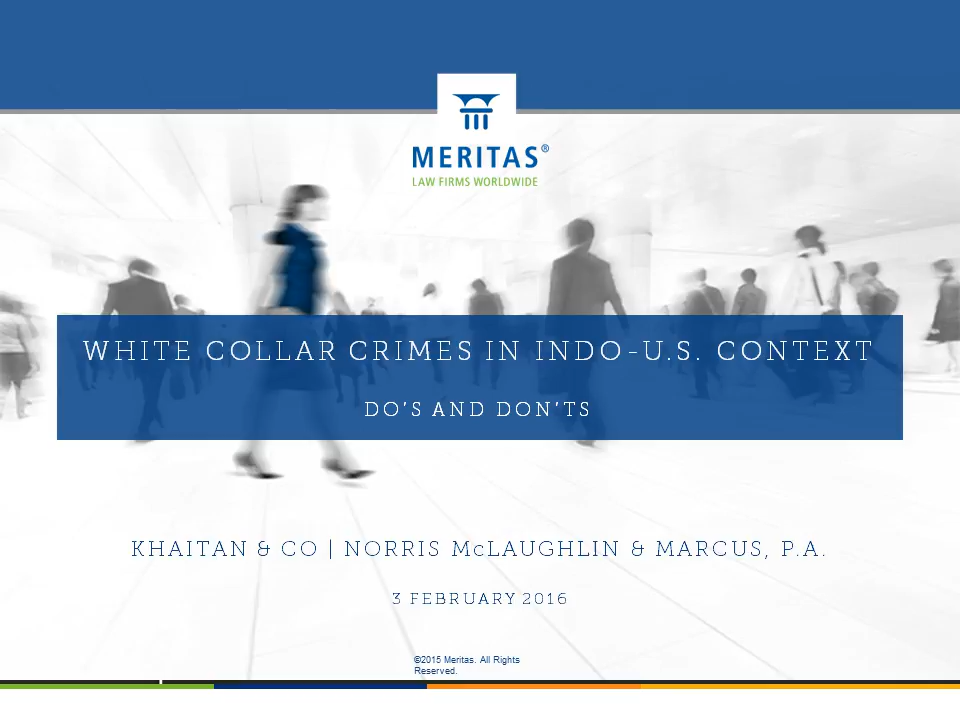 MERITAS®
LAW FIRMS WORLDWIDE
WHITE COLLAR CRIMES IN INDO-U.S. CONTEXT
DO'S AND DON'TS
KHAITAN & CO | NORRIS McLAUGHLIN & MARCUS, P.A.
3 FEBRUARY 2016
©2015 Meritas. All Rights
Reserved.